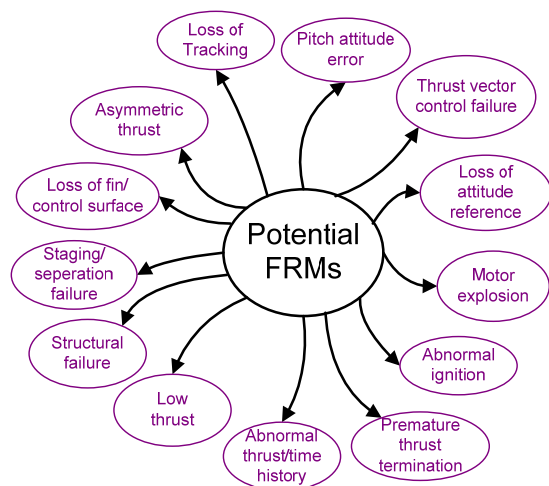 Loss of
Tracking
Pitch attitude
error
Thrust vector
control failure
Asymmetric
thrust
Loss of
attitude
reference
Loss of fin/
control surface
Potential
FRMs
Staging/
seperation
failure
Motor
explosion
Structural
failure
Abnormal
ignition
Low
thrust
Abnormal
thrust/time
history
Premature
thrust
termination